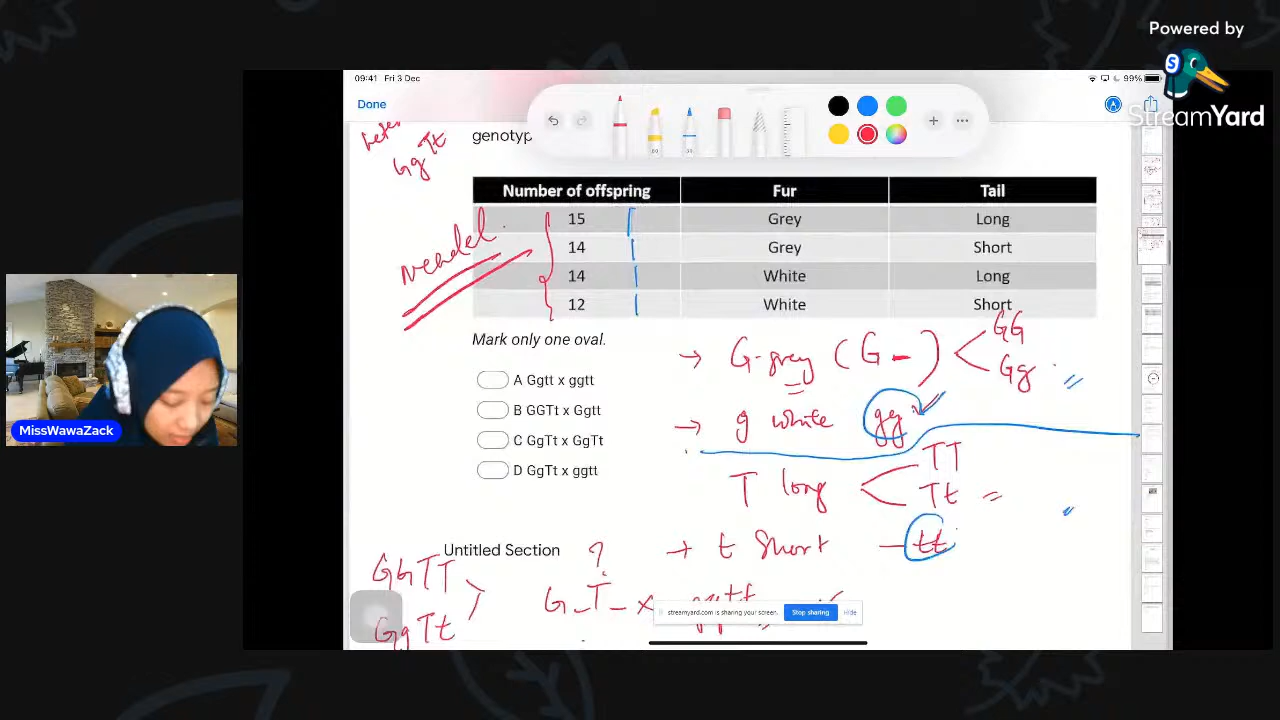 Powered by
StreamYard
09:41 Fri 3 Dec
99%
Done
Tt
Gg
genotyp
Number of offspring Fur Tail
15 Grey Long
14 Grey Short
14 White Long
12 White Short
Mark only one oval.
A Ggtt x ggtt
B GGTt x Ggtt
C GgTt x GgTt
D GgTt x ggtt
→ G-grey (G-) GG
Gg
→ g white gg
T long TT
Tt =
→ t short - tt
Untitled Section
?
GGTT
GgTt
G-T- x
streamyard.com is sharing your screen. Stop sharing Hide
MissWawaZack